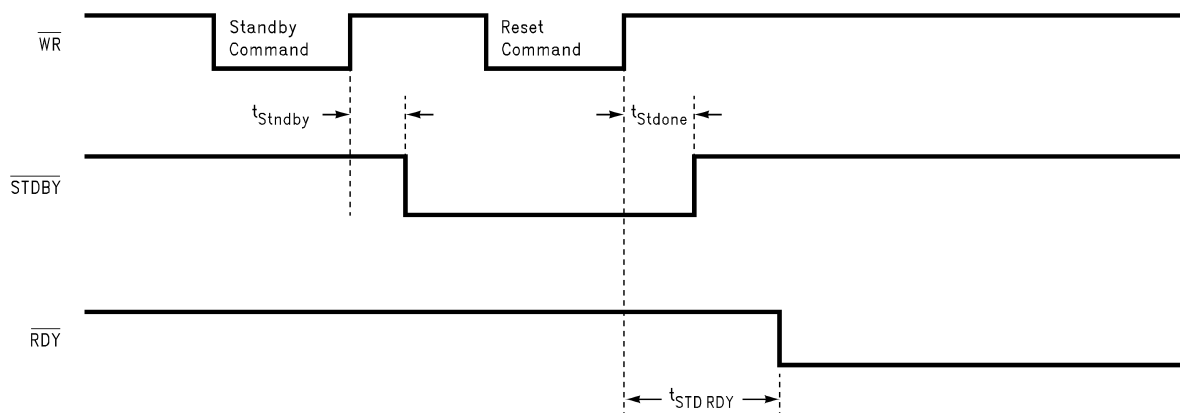 WR
Standby
Command
Reset
Command
tStndby
tStdone
STDBY
RDY
tSTD RDY